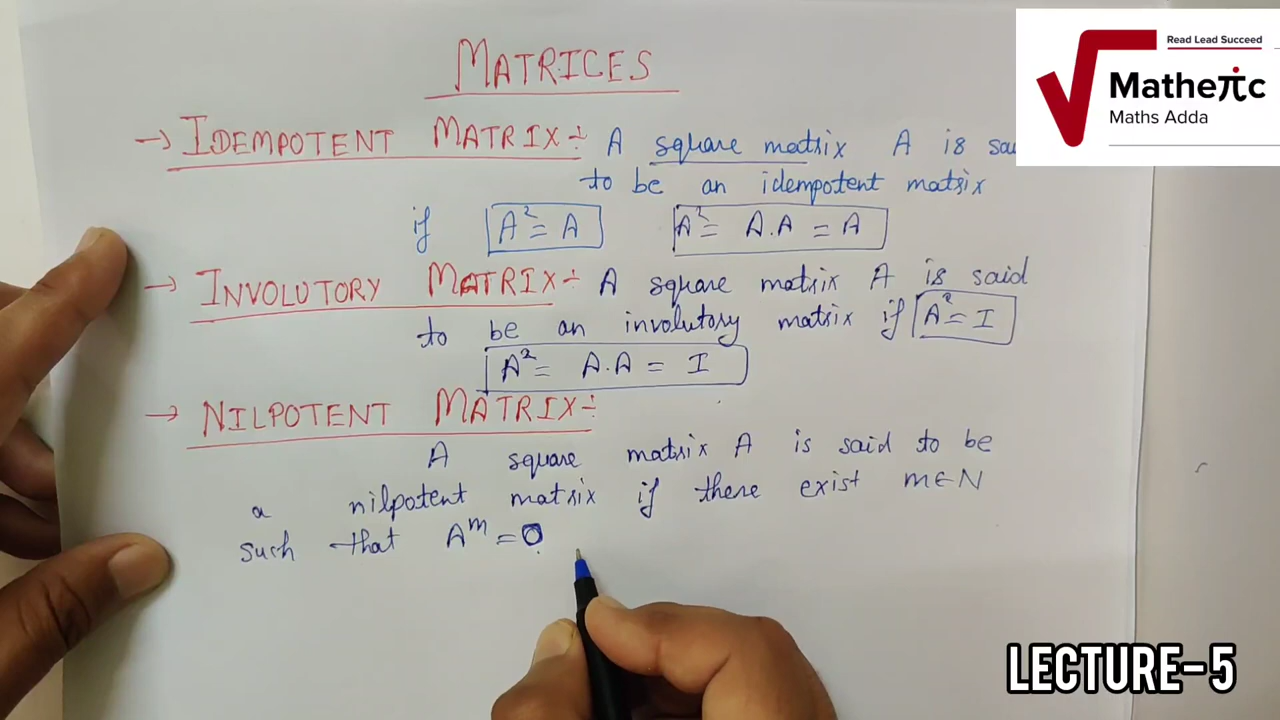 MATRICES
Read Lead Succeed
Matheπc
Maths Adda
→ IDEMPOTENT MATRIX÷ A square matrix A is
to be an idempotent matrix
if A²= A A²= A.A = A
→ INVOLUTORY MATRIX÷ A square matrix A is said
to be an involutory matrix if A²= I
A²= A.A = I
→ NILPOTENT MATRIX÷
A square matrix A is said to be
a nilpotent matrix if there exist m∈N
such that Aᵐ=0
LECTURE-5